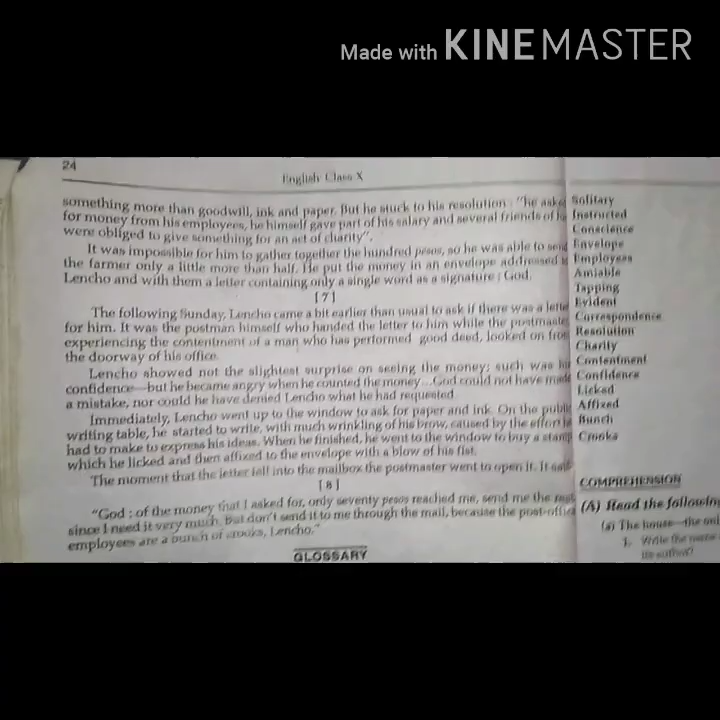 Made with KINEMASTER
24
English Class X
something more than goodwill, ink and paper. But he stuck to his resolution : "he asked
for money from his employees, he himself gave part of his salary and several friends of
were obliged to give something for an act of charity".
It was impossible for him to gather together the hundred pesos, so he was able to send
the farmer only a little more than half. He put the money in an envelope addressed
Lencho and with them a letter containing only a single word as a signature : God.
[7]
The following Sunday, Lencho came a bit earlier than usual to ask if there was a lette
for him. It was the postman himself who handed the letter to him while the postmaste
experiencing the contentment of a man who has performed good deed, looked on from
the doorway of his office.
Lencho showed not the slightest surprise on seeing the money; such was
confidence—but he became angry when he counted the money...God could not have made
a mistake, nor could he have denied Lencho what he had requested.
Immediately, Lencho went up to the window to ask for paper and ink. On the public
writing table, he started to write, with much wrinkling of his brow, caused by the effort
had to make to express his ideas. When he finished, he went to the window to buy a stamp
which he licked and then affixed to the envelope with a blow of his fist.
The moment that the letter fell into the mailbox the postmaster went to open it. It
[8]
"God : of the money that I asked for, only seventy pesos reached me, send me the
since I need it very much. But don't send it to me through the mail, because the post-offic
employees are a bunch of crooks, Lencho."
GLOSSARY
Solitary
Instructed
Conscience
Envelope
Employees
Amiable
Tapping
Evident
Correspondence
Resolution
Charity
Contentment
Confidence
Licked
Affixed
Bunch
Crooks
COMPREHENSION
(A) Read the following
(a) The house—the
1. Write the
its author?